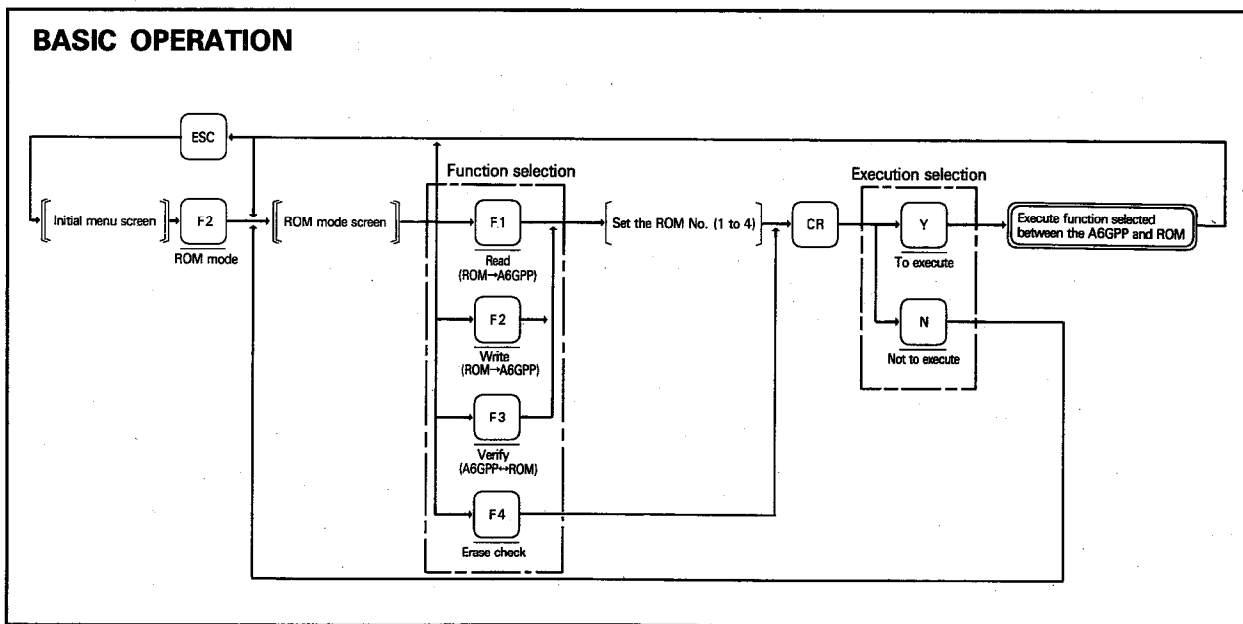 BASIC OPERATION
ESC
Function selection
Execution selection
Initial menu screen
F2
ROM mode
ROM mode screen
F1
Read
(ROM→A6GPP)
F2
Write
(ROM→A6GPP)
F3
Verify
(A6GPP↔ROM)
F4
Erase check
Set the ROM No. (1 to 4)
CR
Y
To execute
N
Not to execute
Execute function selected
between the A6GPP and ROM